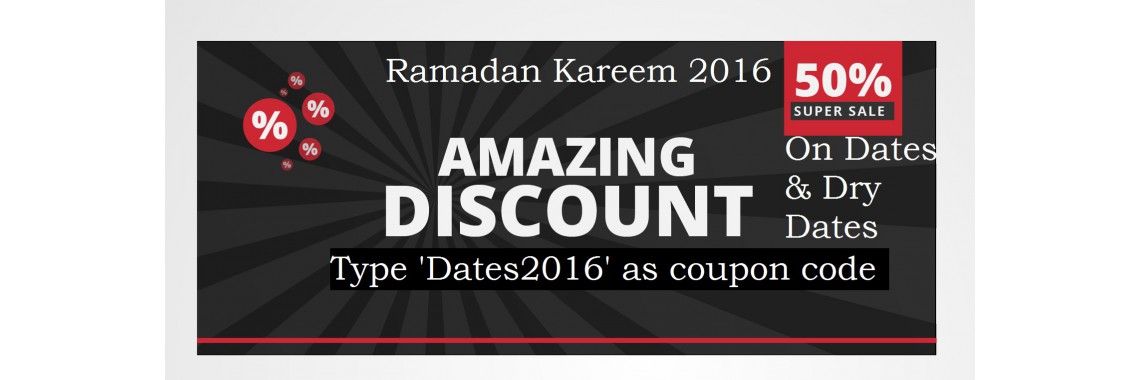 Ramadan Kareem 2016
50%
SUPER SALE
%
%
%
%
%
%
AMAZING
DISCOUNT
On Dates
& Dry
Dates
Type 'Dates2016' as coupon code